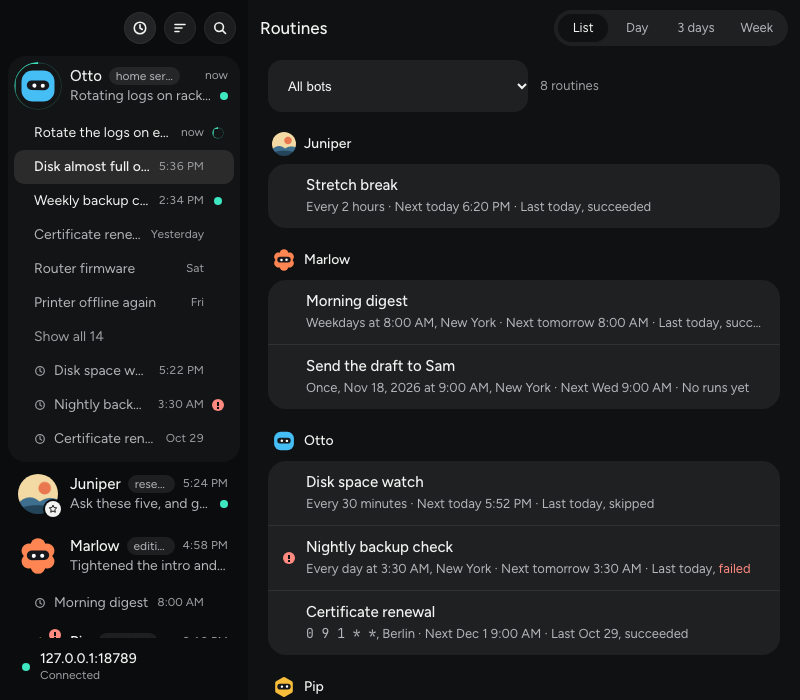 Otto home ser... now
Rotating logs on rack...
Rotate the logs on e... now
Disk almost full o... 5:36 PM
Weekly backup c... 2:34 PM
Certificate rene... Yesterday
Router firmware Sat
Printer offline again Fri
Show all 14
Disk space w... 5:22 PM
Nightly back... 3:30 AM
Certificate ren... Oct 29
Juniper rese... 5:24 PM
Ask these five, and g...
Marlow editi... 4:58 PM
Tightened the intro and...
Morning digest 8:00 AM
127.0.0.1:18789
Connected
Routines
List Day 3 days Week
All bots 8 routines
Juniper
Stretch break
Every 2 hours · Next today 6:20 PM · Last today, succeeded
Marlow
Morning digest
Weekdays at 8:00 AM, New York · Next tomorrow 8:00 AM · Last today, succ...
Send the draft to Sam
Once, Nov 18, 2026 at 9:00 AM, New York · Next Wed 9:00 AM · No runs yet
Otto
Disk space watch
Every 30 minutes · Next today 5:52 PM · Last today, skipped
Nightly backup check
Every day at 3:30 AM, New York · Next tomorrow 3:30 AM · Last today, failed
Certificate renewal
0 9 1 * *, Berlin · Next Dec 1 9:00 AM · Last Oct 29, succeeded
Pip